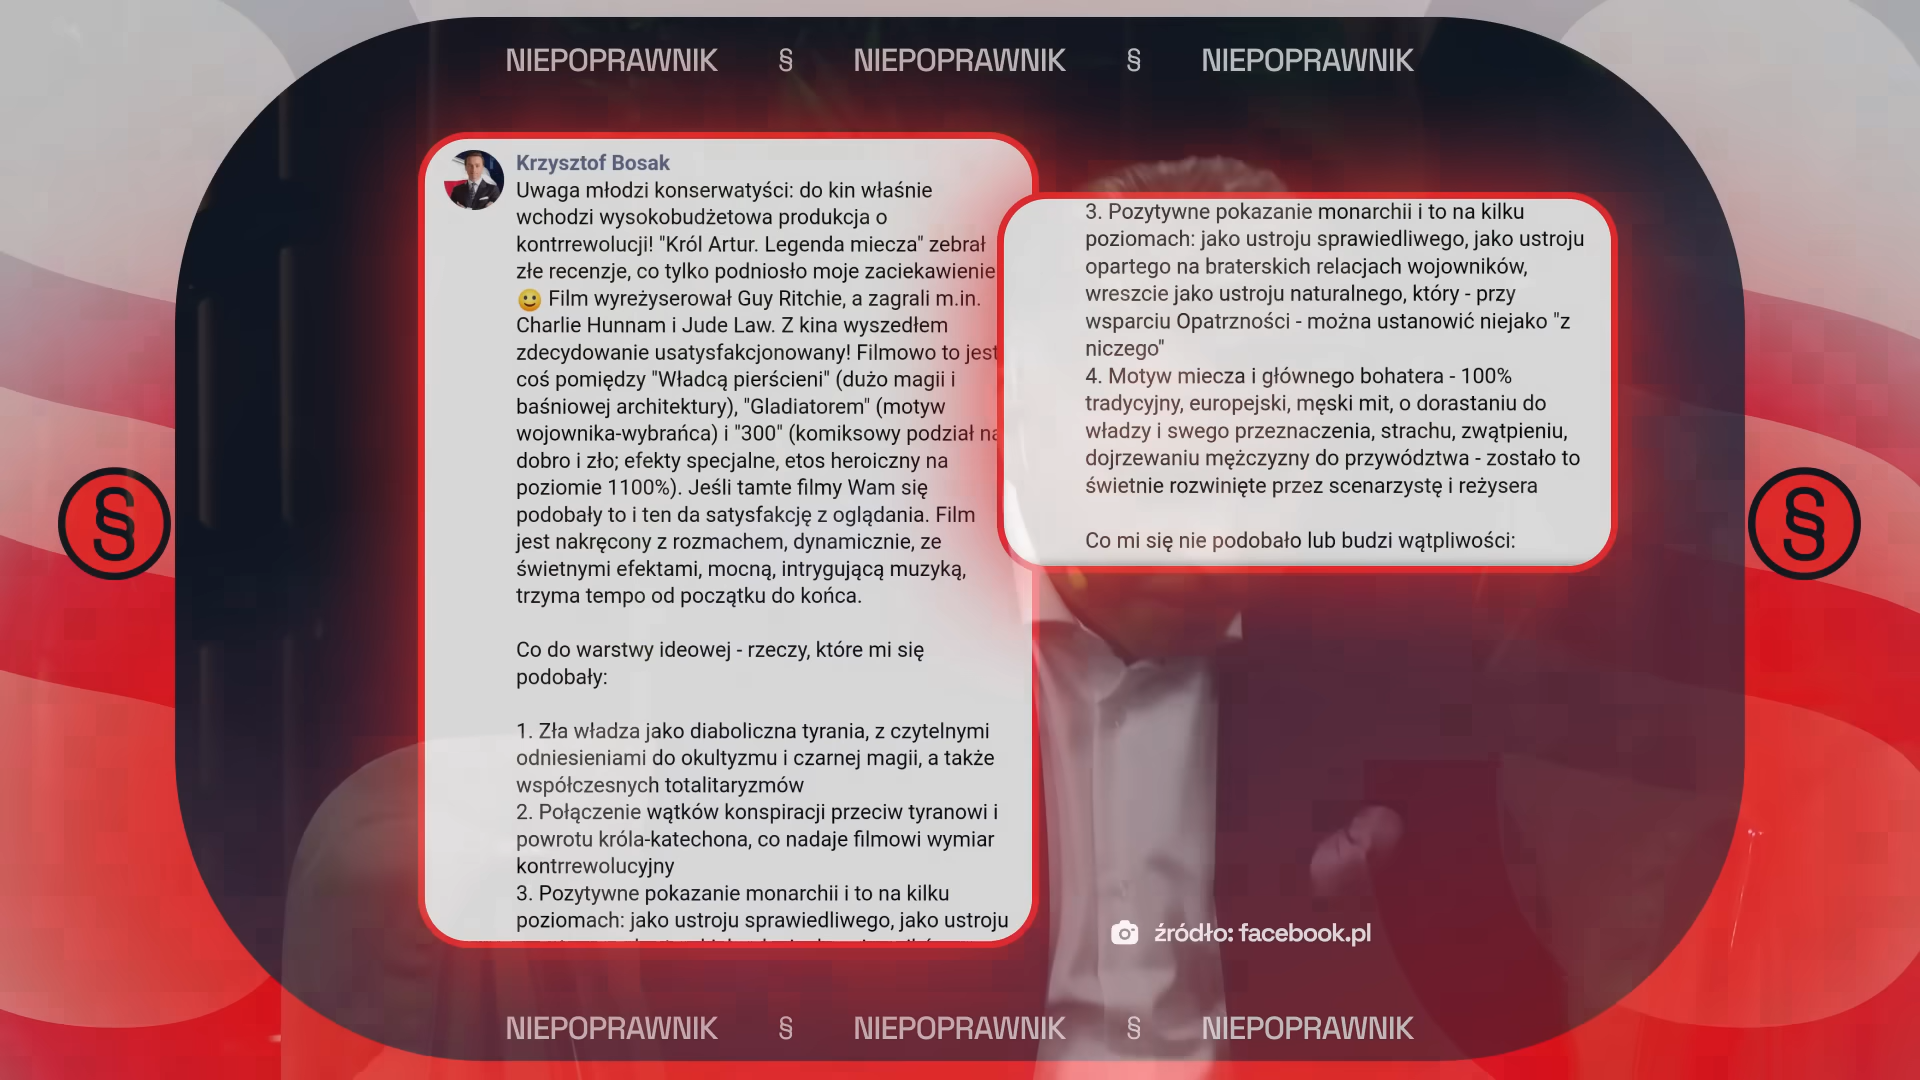 NIEPOPRAWNIK § NIEPOPRAWNIK § NIEPOPRAWNIK
Krzysztof Bosak
Uwaga młodzi konserwatyści: do kin właśnie
wchodzi wysokobudżetowa produkcja o
kontrrewolucji! "Król Artur. Legenda miecza" zebrał
złe recenzje, co tylko podniosło moje zaciekawienie
🙂 Film wyreżyserował Guy Ritchie, a zagrali m.in.
Charlie Hunnam i Jude Law. Z kina wyszedłem
zdecydowanie usatysfakcjonowany! Filmowo to jest
coś pomiędzy "Władcą pierścieni" (dużo magii i
baśniowej architektury), "Gladiatorem" (motyw
wojownika-wybrańca) i "300" (komiksowy podział na
dobro i zło; efekty specjalne, etos heroiczny na
poziomie 1100%). Jeśli tamte filmy Wam się
podobały to i ten da satysfakcję z oglądania. Film
jest nakręcony z rozmachem, dynamicznie, ze
świetnymi efektami, mocną, intrygującą muzyką,
trzyma tempo od początku do końca.
Co do warstwy ideowej - rzeczy, które mi się
podobały:
1. Zła władza jako diaboliczna tyrania, z czytelnymi
odniesieniami do okultyzmu i czarnej magii, a także
współczesnych totalitaryzmów
2. Połączenie wątków konspiracji przeciw tyranowi i
powrotu króla-katechona, co nadaje filmowi wymiar
kontrrewolucyjny
3. Pozytywne pokazanie monarchii i to na kilku
poziomach: jako ustroju sprawiedliwego, jako ustroju
3. Pozytywne pokazanie monarchii i to na kilku
poziomach: jako ustroju sprawiedliwego, jako ustroju
opartego na braterskich relacjach wojowników,
wreszcie jako ustroju naturalnego, który - przy
wsparciu Opatrzności - można ustanowić niejako "z
niczego"
4. Motyw miecza i głównego bohatera - 100%
tradycyjny, europejski, męski mit, o dorastaniu do
władzy i swego przeznaczenia, strachu, zwątpieniu,
dojrzewaniu mężczyzny do przywództwa - zostało to
świetnie rozwinięte przez scenarzystę i reżysera
Co mi się nie podobało lub budzi wątpliwości:
§
§
źródło: facebook.pl
NIEPOPRAWNIK § NIEPOPRAWNIK § NIEPOPRAWNIK